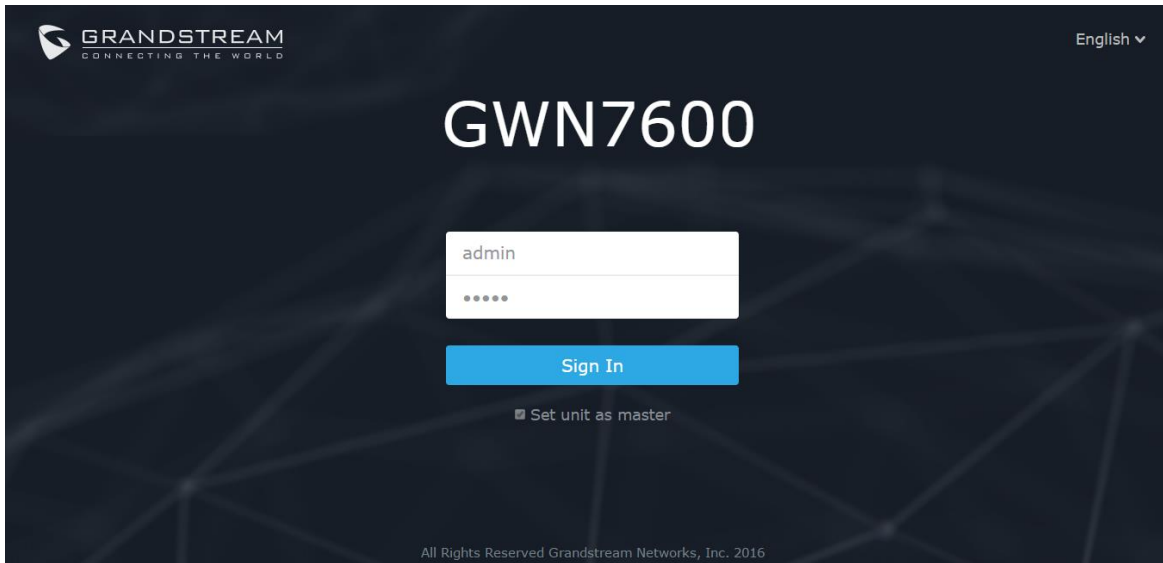 GRANDSTREAM
CONNECTING THE WORLD
English
GWN7600
admin
•••••
Sign In
Set unit as master
All Rights Reserved Grandstream Networks, Inc. 2016